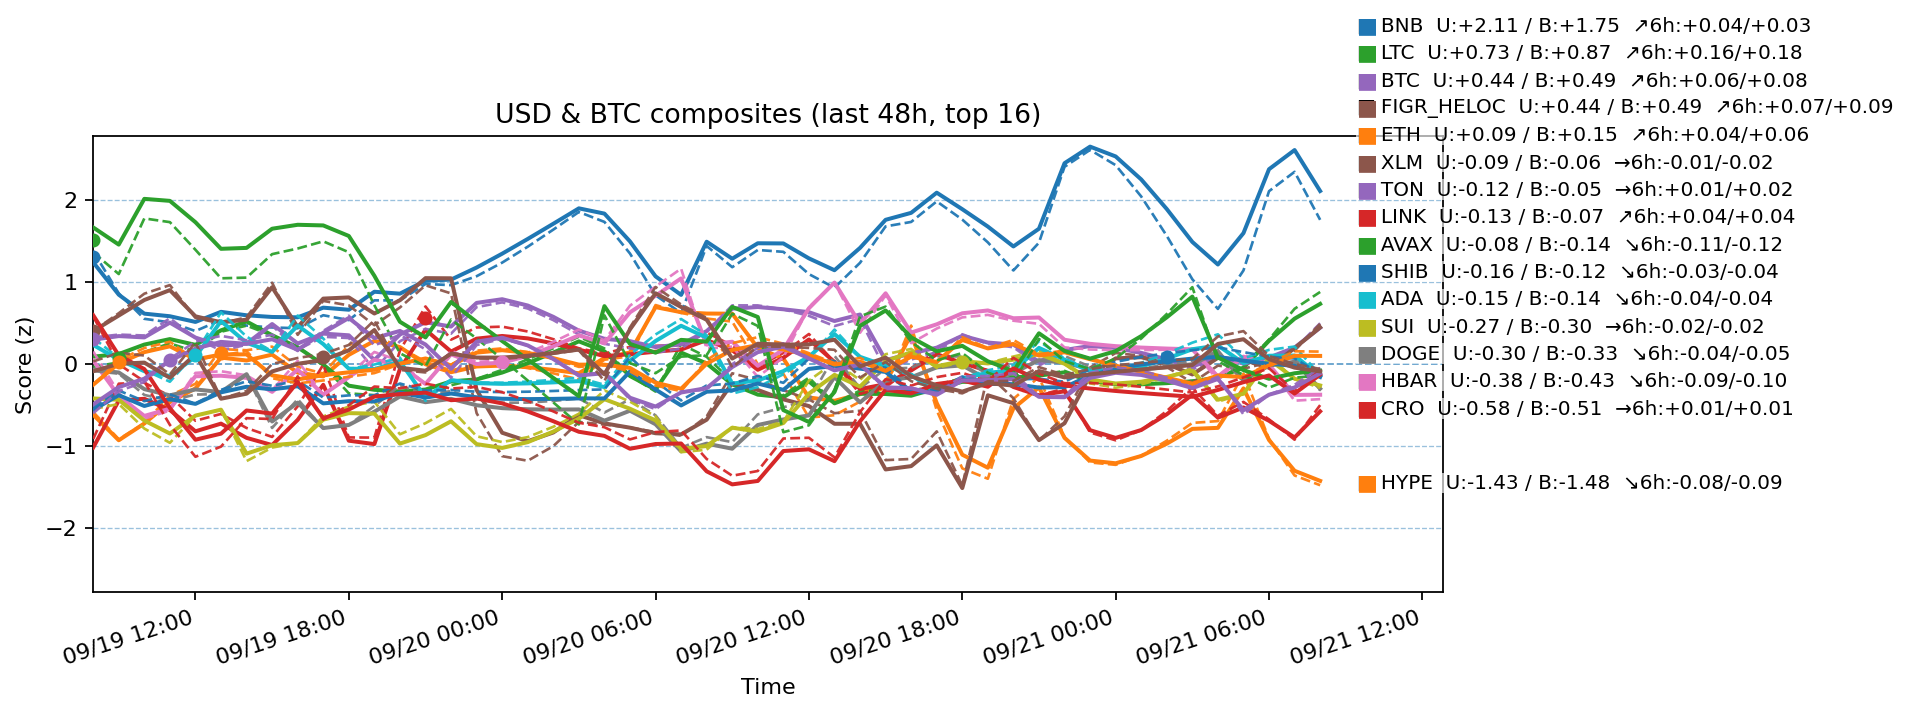 BNB U:+2.11 / B:+1.75 ↗6h:+0.04/+0.03
LTC U:+0.73 / B:+0.87 ↗6h:+0.16/+0.18
BTC U:+0.44 / B:+0.49 ↗6h:+0.06/+0.08
FIGR_HELOC U:+0.44 / B:+0.49 ↗6h:+0.07/+0.09
ETH U:+0.09 / B:+0.15 ↗6h:+0.04/+0.06
XLM U:-0.09 / B:-0.06 →6h:-0.01/-0.02
TON U:-0.12 / B:-0.05 →6h:+0.01/+0.02
LINK U:-0.13 / B:-0.07 ↗6h:+0.04/+0.04
AVAX U:-0.08 / B:-0.14 ↘6h:-0.11/-0.12
SHIB U:-0.16 / B:-0.12 ↘6h:-0.03/-0.04
ADA U:-0.15 / B:-0.14 ↘6h:-0.04/-0.04
SUI U:-0.27 / B:-0.30 →6h:-0.02/-0.02
DOGE U:-0.30 / B:-0.33 ↘6h:-0.04/-0.05
HBAR U:-0.38 / B:-0.43 ↘6h:-0.09/-0.10
CRO U:-0.58 / B:-0.51 →6h:+0.01/+0.01
HYPE U:-1.43 / B:-1.48 ↘6h:-0.08/-0.09
USD & BTC composites (last 48h, top 16)
Score (z)
2
1
0
−1
−2
09/19 12:00
09/19 18:00
09/20 00:00
09/20 06:00
09/20 12:00
09/20 18:00
09/21 00:00
09/21 06:00
09/21 12:00
Time